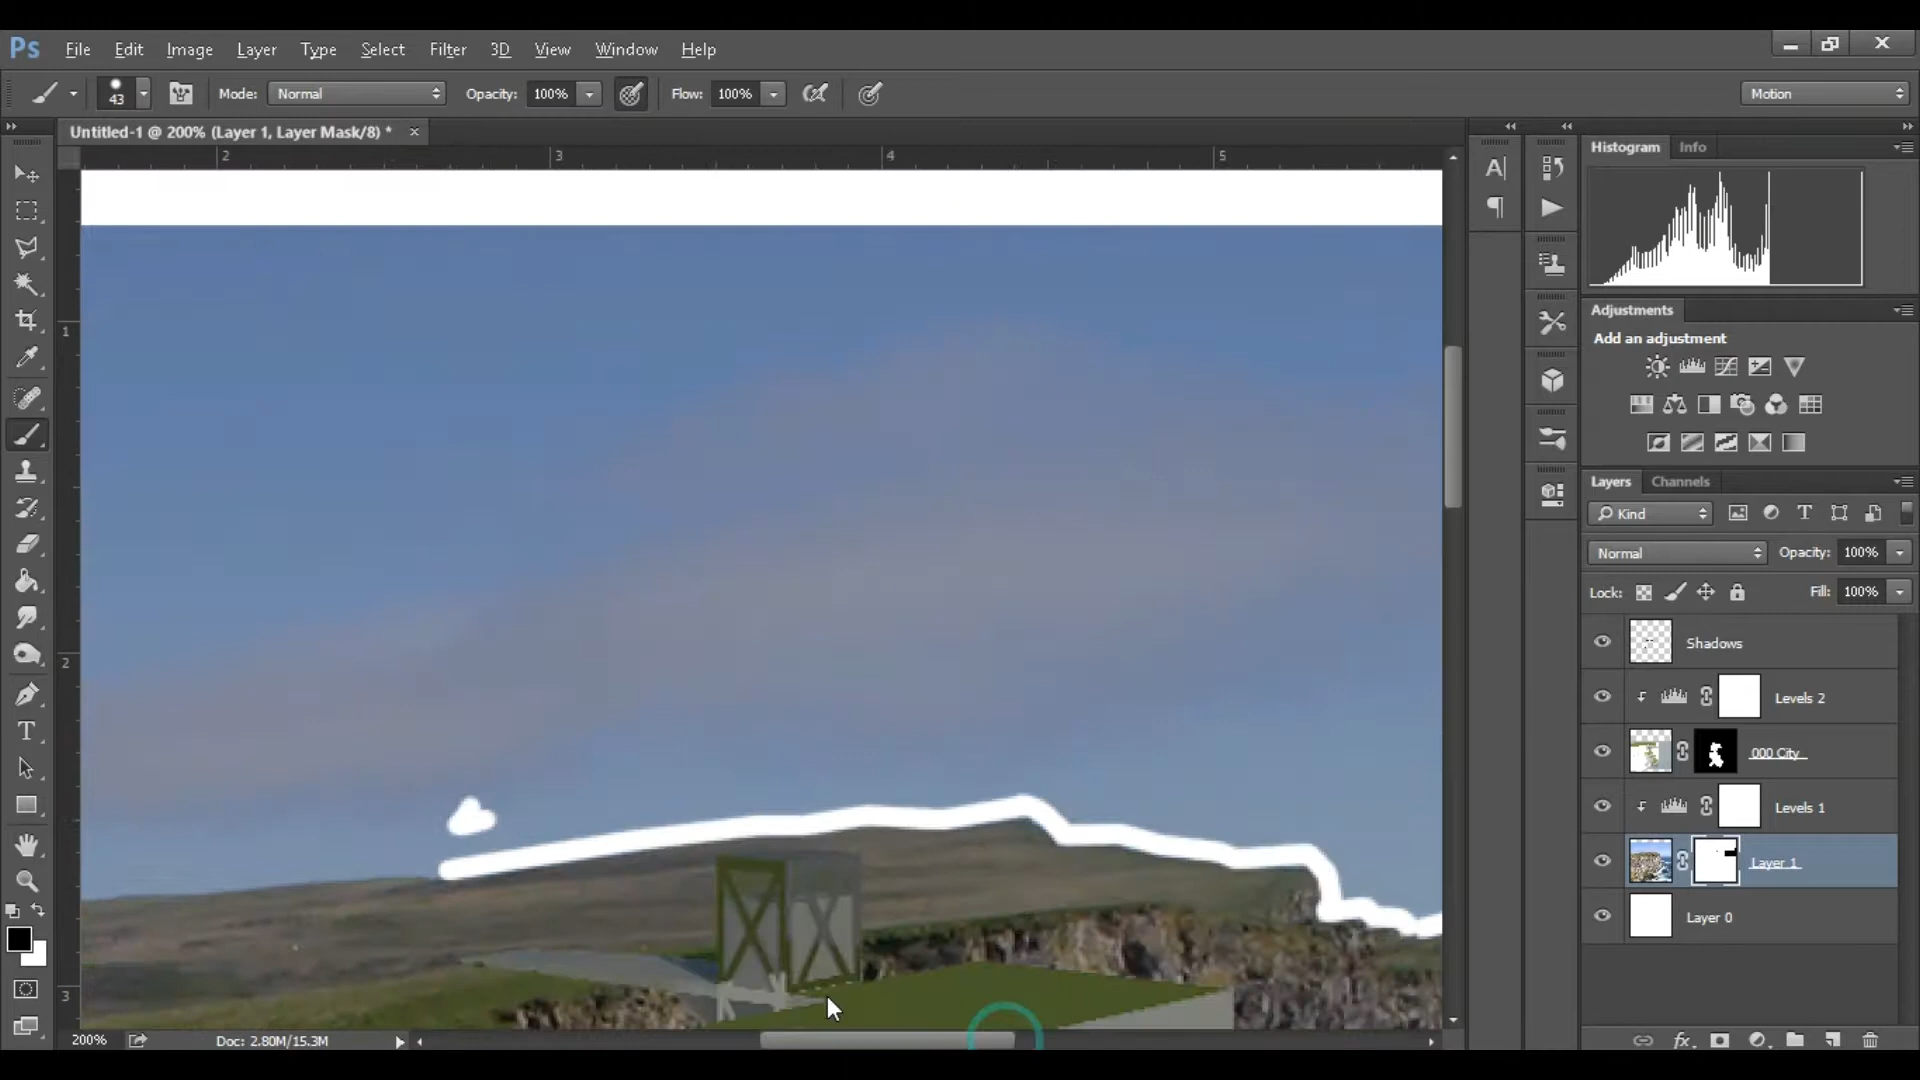 Ps File Edit Image Layer Type Select Filter 3D View Window Help
43 Mode: Normal Opacity: 100% Flow: 100% Motion
Untitled-1 @ 200% (Layer 1, Layer Mask/8) * ×
2 3 4 5
1
2
3
Histogram Info
Adjustments
Add an adjustment
Layers Channels
Kind
Normal Opacity: 100%
Lock: Fill: 100%
Shadows
Levels 2
000 City
Levels 1
Layer 1
Layer 0
200% Doc: 2.80M/15.3M